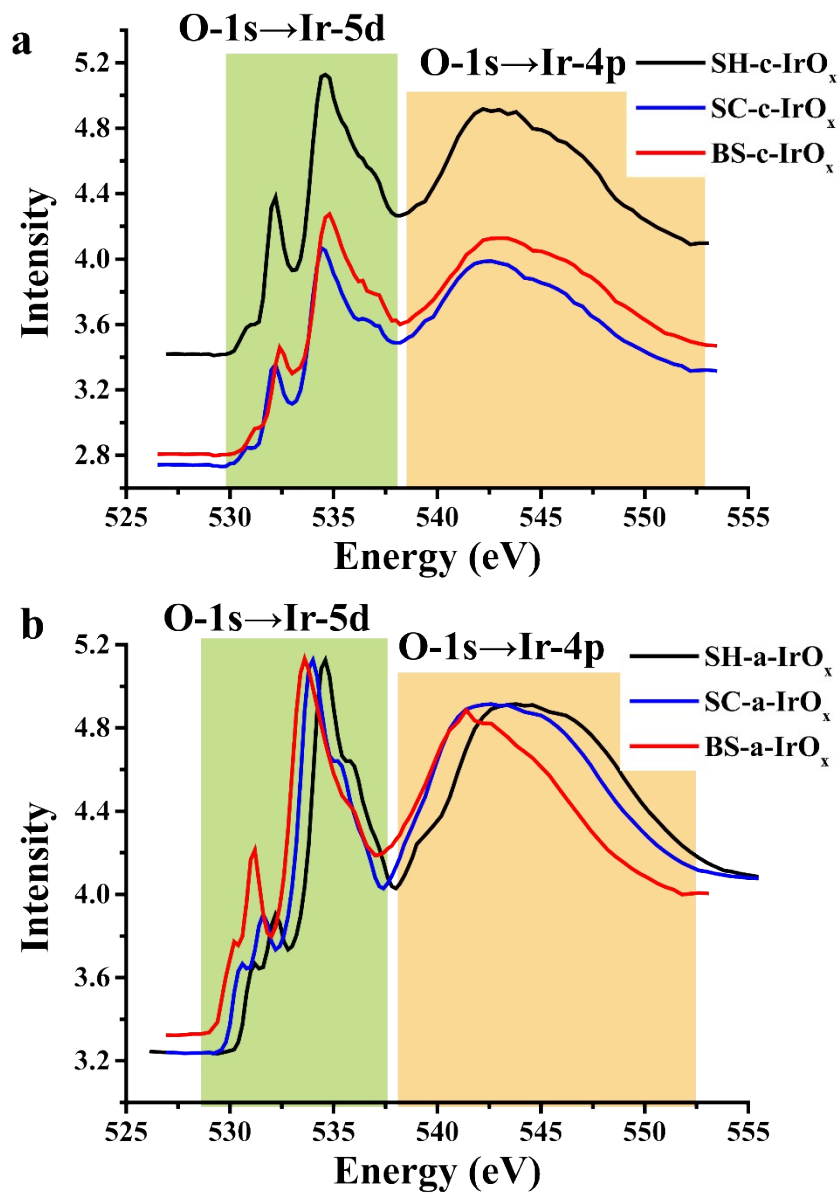 a
O-1s→Ir-5d
O-1s→Ir-4p
SH-c-IrOₓ
SC-c-IrOₓ
BS-c-IrOₓ
5.2
4.8
4.4
4.0
3.6
3.2
2.8
Intensity
525 530 535 540 545 550 555
Energy (eV)
b
O-1s→Ir-5d
O-1s→Ir-4p
SH-a-IrOₓ
SC-a-IrOₓ
BS-a-IrOₓ
5.2
4.8
4.4
4.0
3.6
3.2
Intensity
525 530 535 540 545 550 555
Energy (eV)